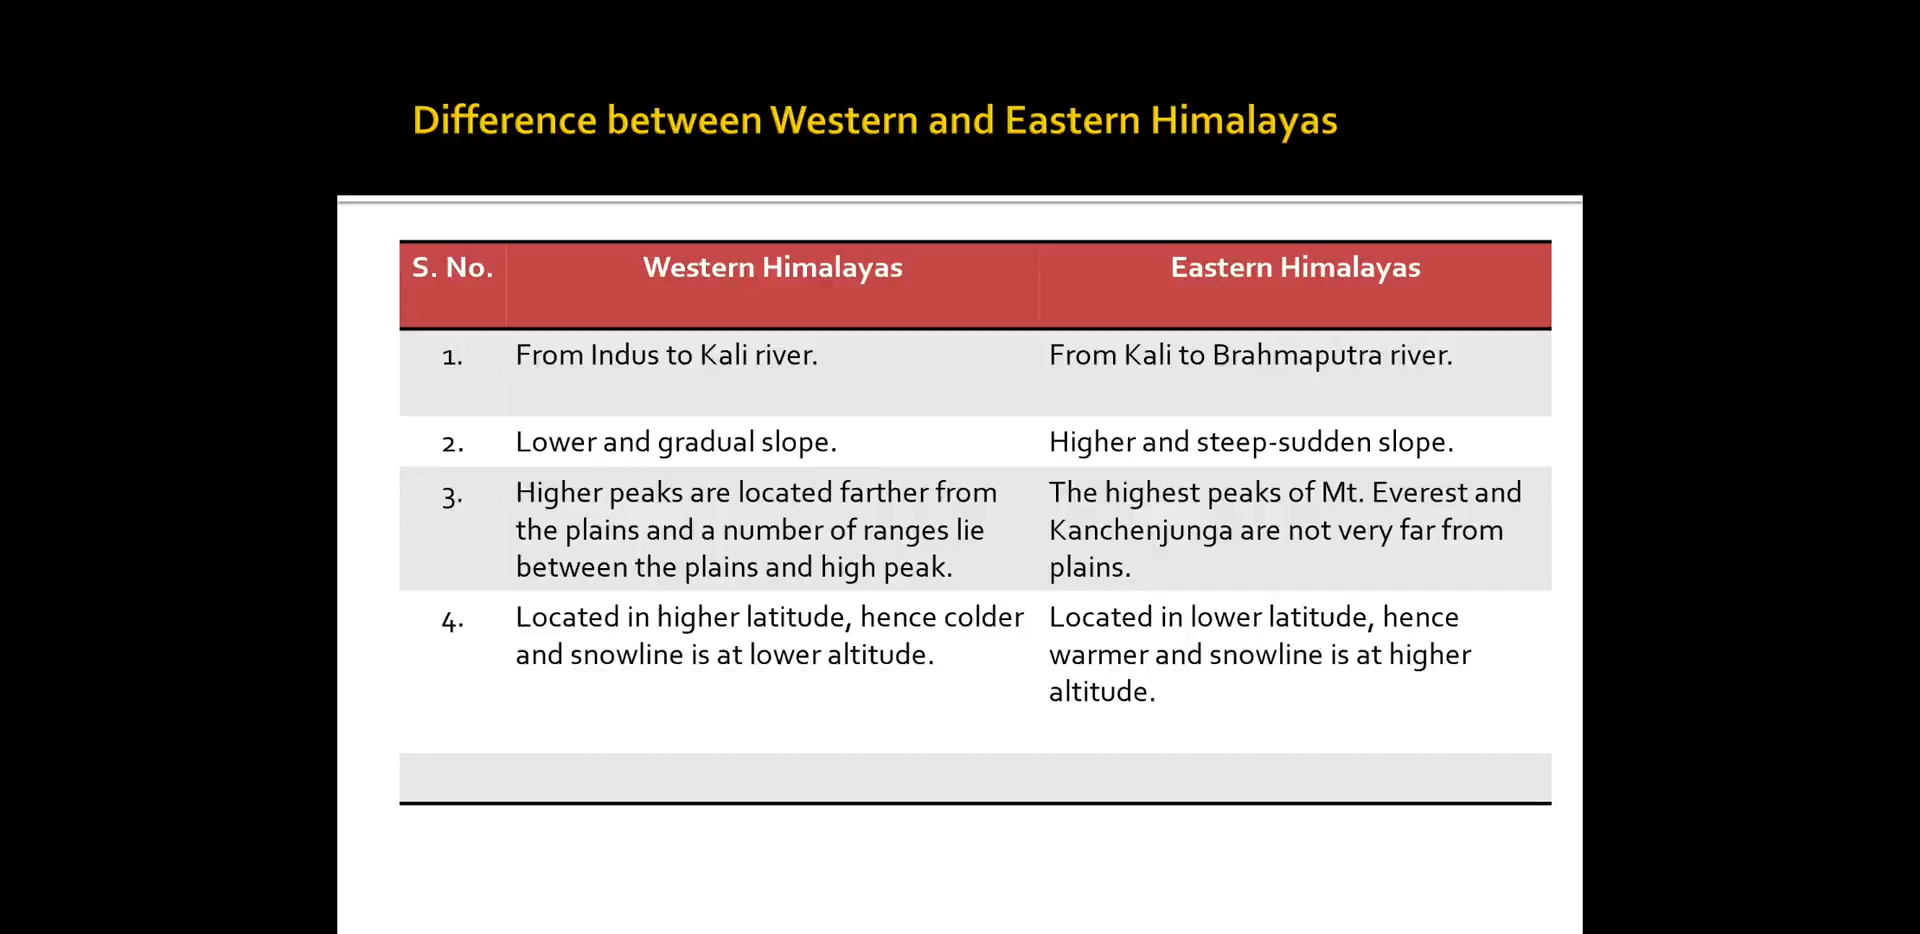 Difference between Western and Eastern Himalayas
S. No. Western Himalayas Eastern Himalayas
1. From Indus to Kali river. From Kali to Brahmaputra river.
2. Lower and gradual slope. Higher and steep-sudden slope.
3. Higher peaks are located farther from
the plains and a number of ranges lie
between the plains and high peak.
The highest peaks of Mt. Everest and
Kanchenjunga are not very far from
plains.
4. Located in higher latitude, hence colder
and snowline is at lower altitude.
Located in lower latitude, hence
warmer and snowline is at higher
altitude.